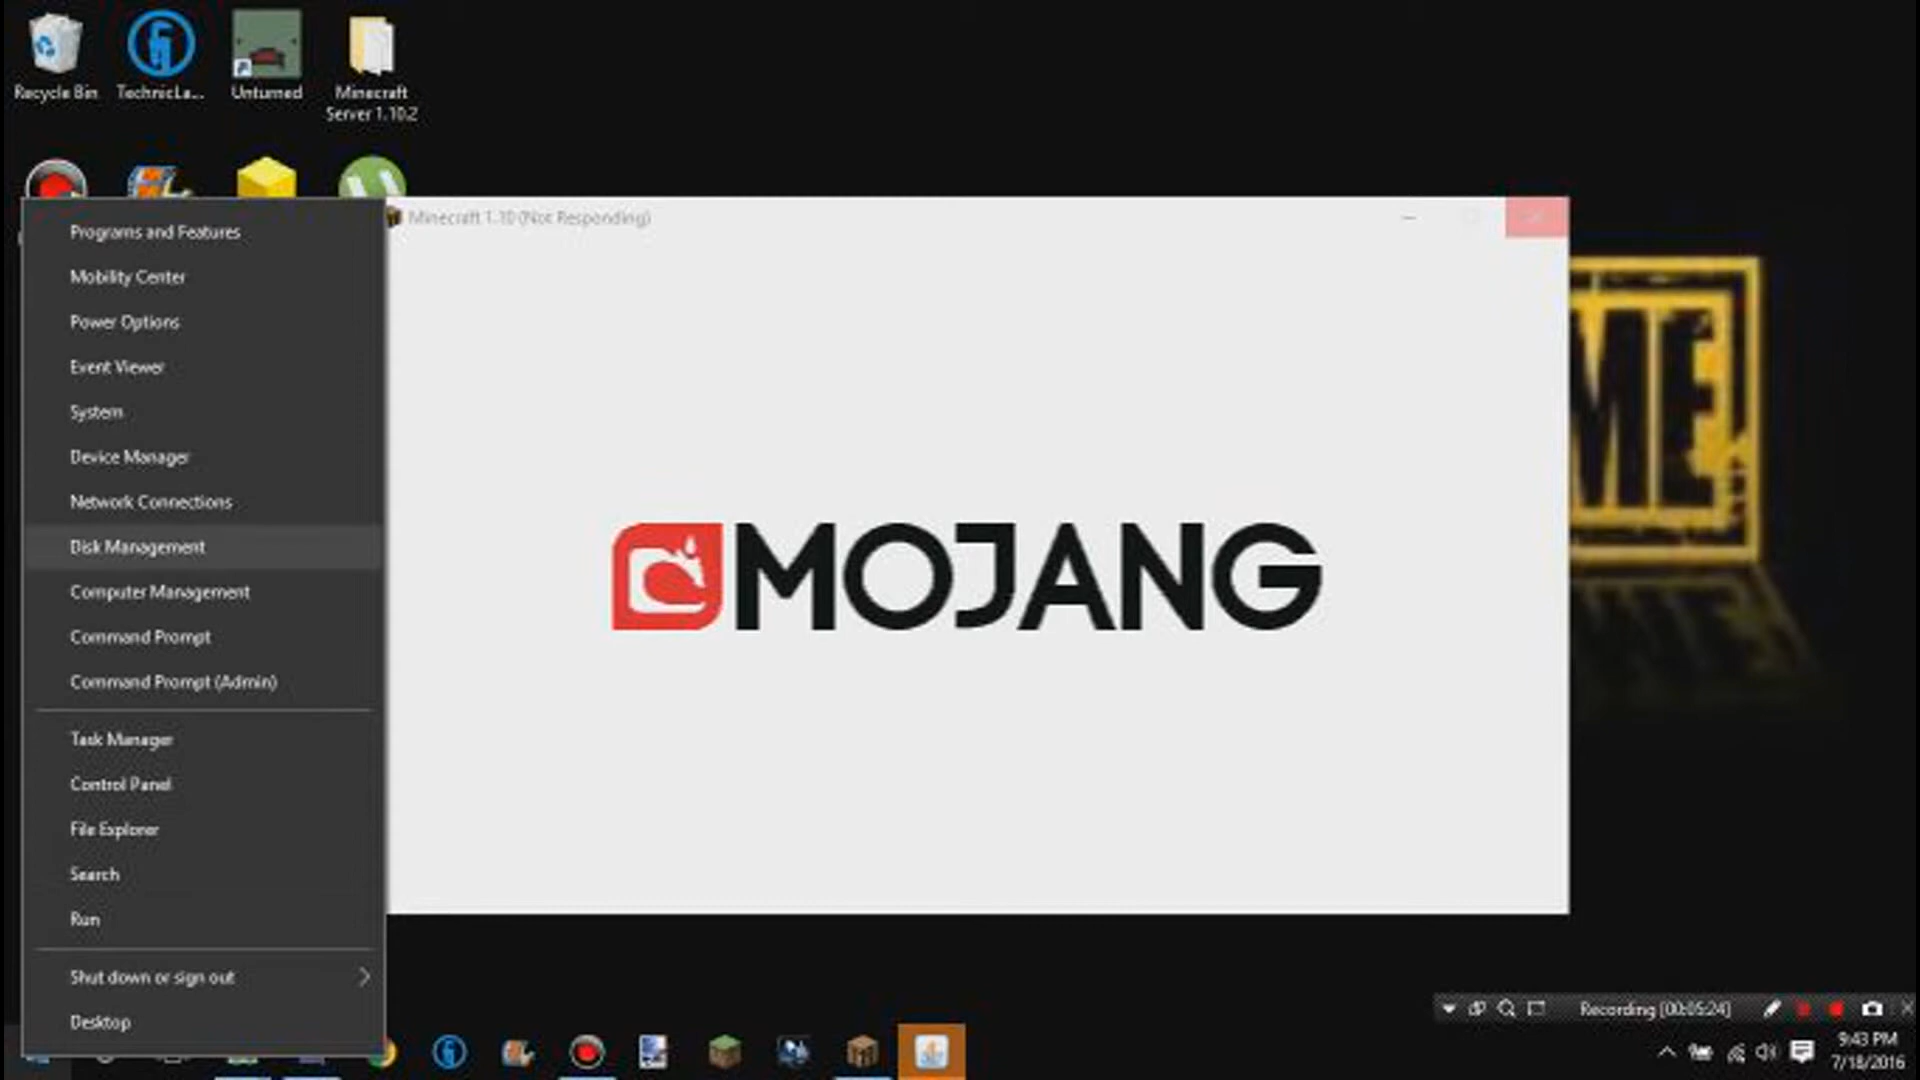 Recycle Bin
TechnicLa...
Unturned
Minecraft
Server 1.10.2
Minecraft 1.10 (Not Responding)
Programs and Features
Mobility Center
Power Options
Event Viewer
System
Device Manager
Network Connections
Disk Management
Computer Management
Command Prompt
Command Prompt (Admin)
Task Manager
Control Panel
File Explorer
Search
Run
Shut down or sign out
Desktop
MOJANG
ME
Recording [00:05:24]
9:43 PM
7/18/2016